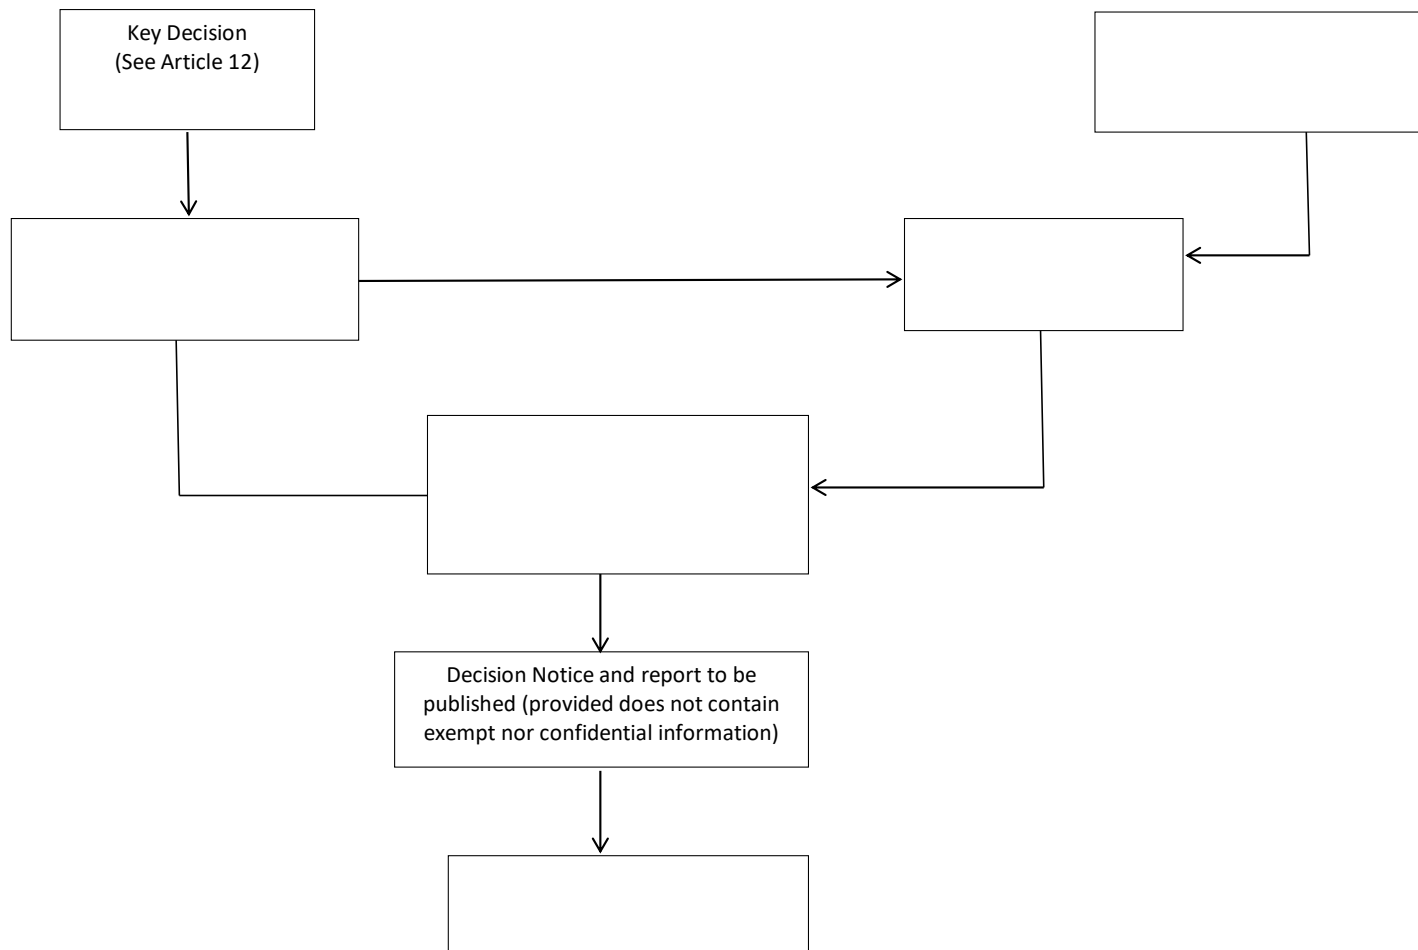 Key Decision
(See Article 12)
Decision Notice and report to be
published (provided does not contain
exempt nor confidential information)